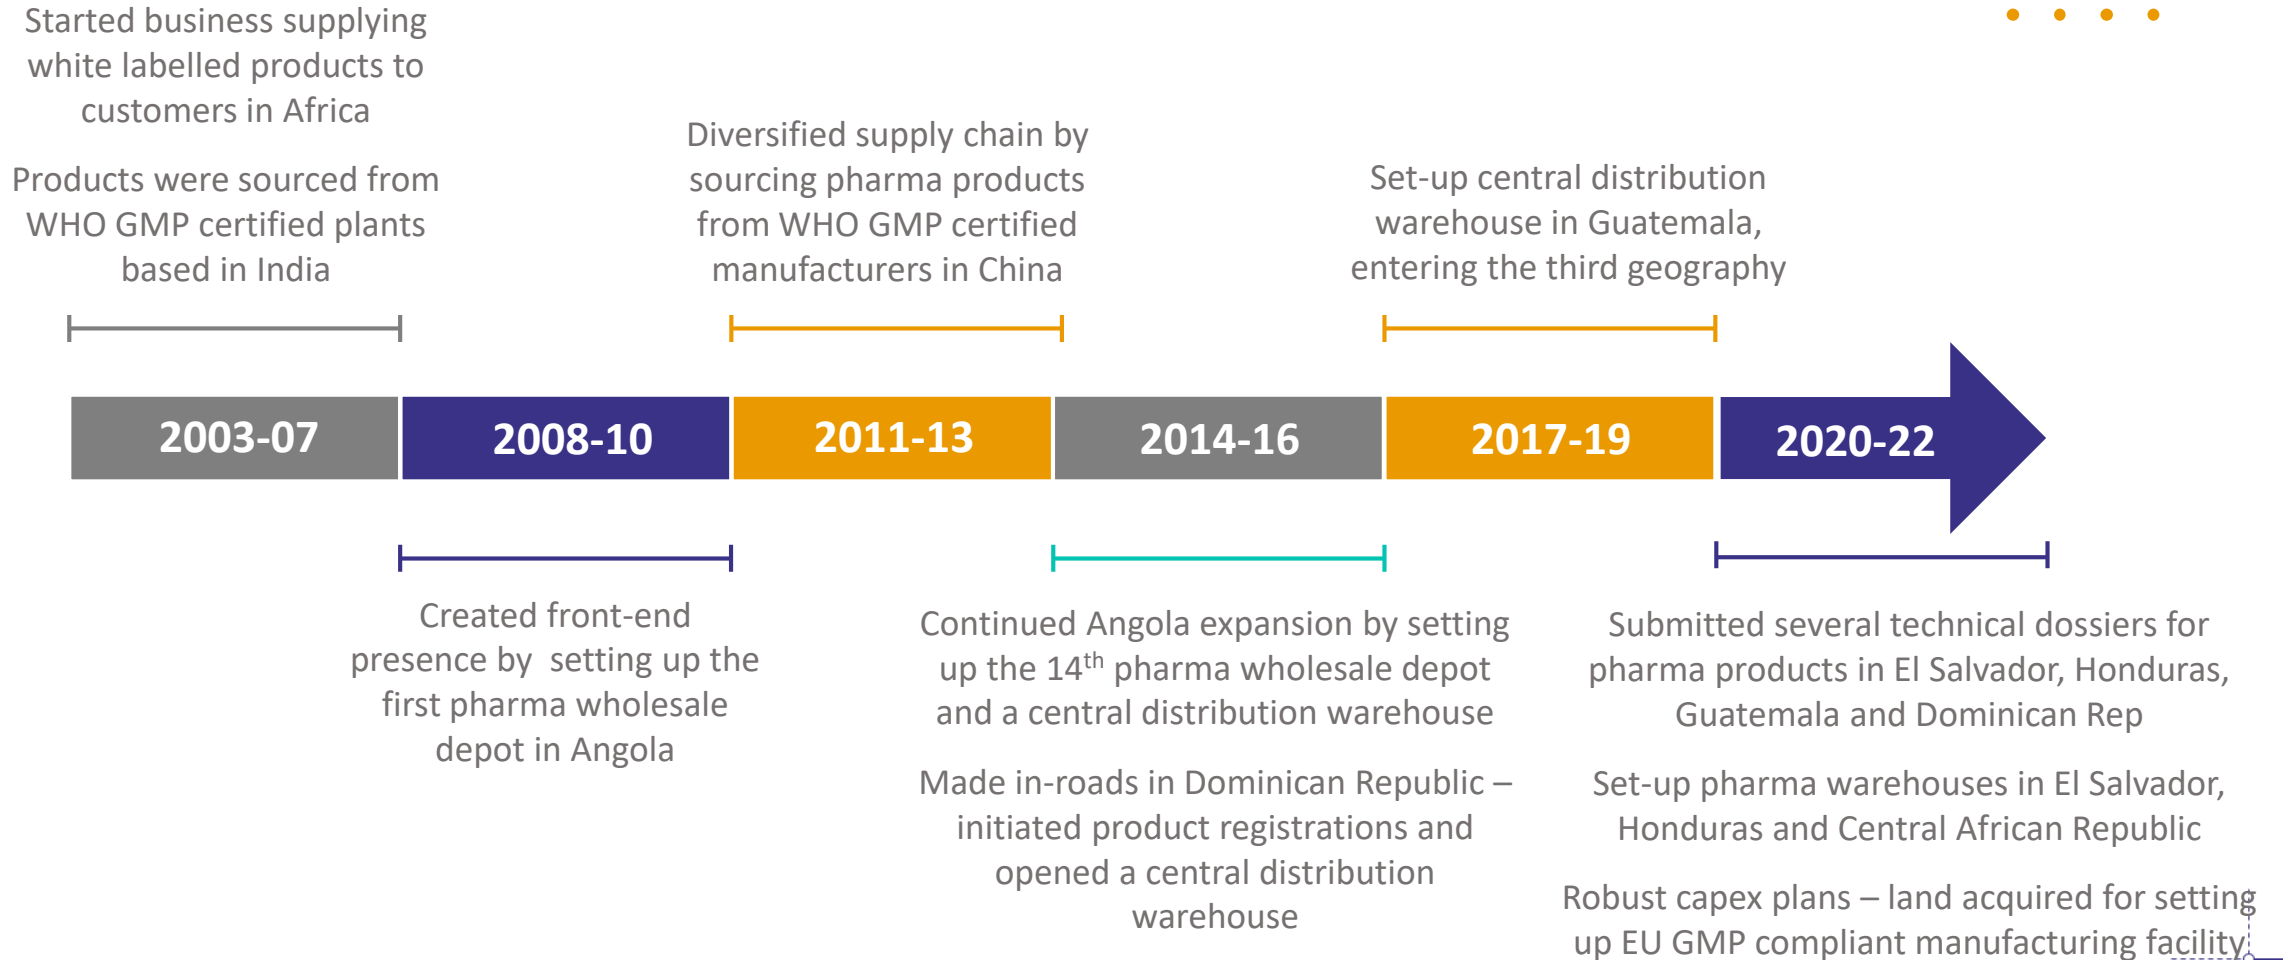 Started business supplying
white labelled products to
customers in Africa
Products were sourced from
WHO GMP certified plants
based in India
Diversified supply chain by
sourcing pharma products
from WHO GMP certified
manufacturers in China
Set-up central distribution
warehouse in Guatemala,
entering the third geography
2003-07
2008-10
2011-13
2014-16
2017-19
2020-22
Created front-end
presence by  setting up the
first pharma wholesale
depot in Angola
Continued Angola expansion by setting
up the 14th pharma wholesale depot
and a central distribution warehouse
Made in-roads in Dominican Republic –
initiated product registrations and
opened a central distribution
warehouse
Submitted several technical dossiers for
pharma products in El Salvador, Honduras,
Guatemala and Dominican Rep
Set-up pharma warehouses in El Salvador,
Honduras and Central African Republic
Robust capex plans – land acquired for setting
up EU GMP compliant manufacturing facility